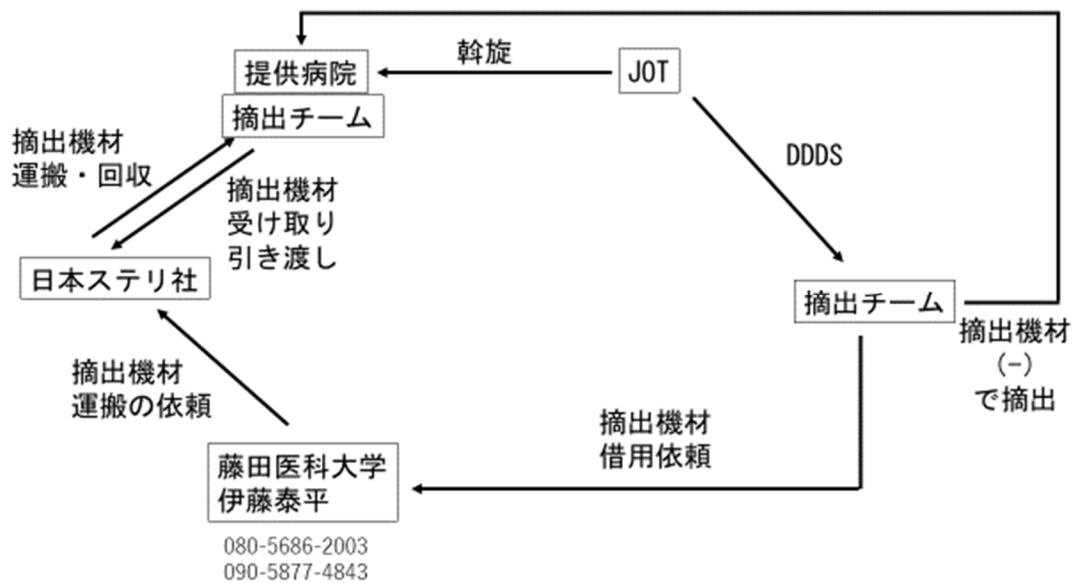 斡旋
提供病院
JOT
摘出チーム
摘出機材
運搬・回収
DDDS
摘出機材
受け取り
引き渡し
日本ステリ社
摘出チーム
摘出機材
(-)
で摘出
摘出機材
運搬の依頼
摘出機材
借用依頼
藤田医科大学
伊藤泰平
080-5686-2003
090-5877-4843